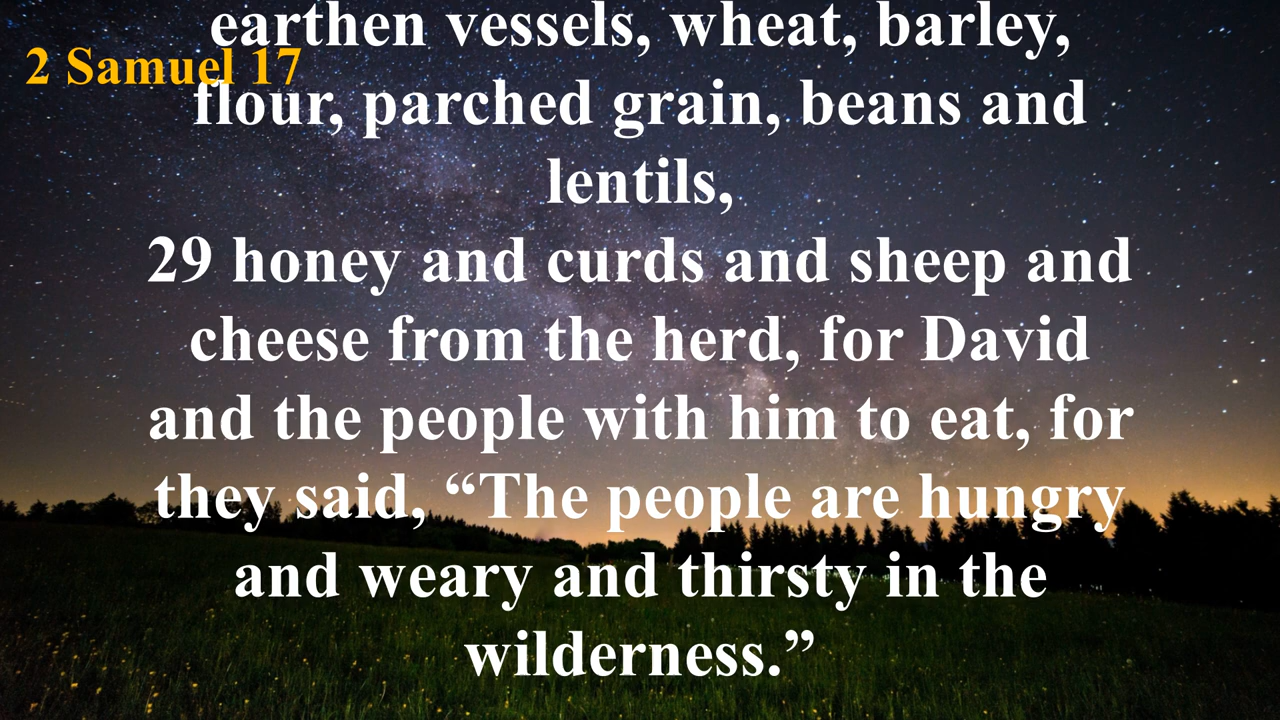 earthen vessels, wheat, barley,
2 Samuel 17
flour, parched grain, beans and
lentils,
29 honey and curds and sheep and
cheese from the herd, for David
and the people with him to eat, for
they said, “The people are hungry
and weary and thirsty in the
wilderness.”